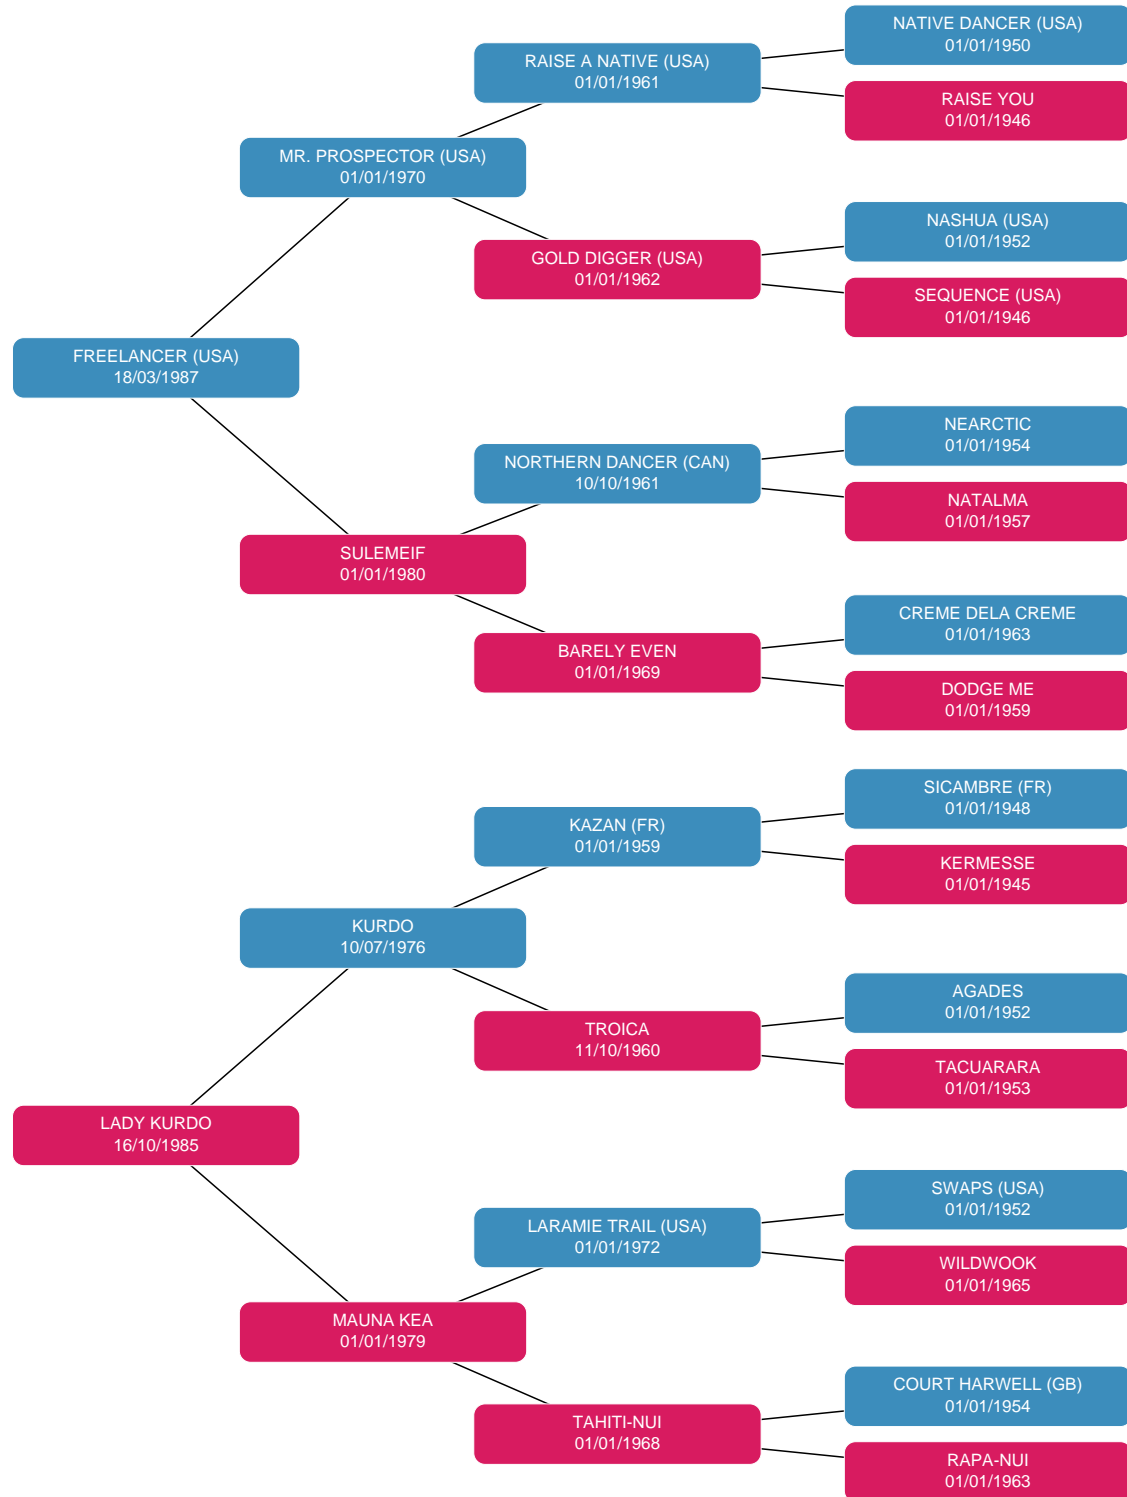 NATIVE DANCER (USA)
01/01/1950
RAISE A NATIVE (USA)
01/01/1961
RAISE YOU
01/01/1946
MR. PROSPECTOR (USA)
01/01/1970
NASHUA (USA)
01/01/1952
GOLD DIGGER (USA)
01/01/1962
SEQUENCE (USA)
01/01/1946
FREELANCER (USA)
18/03/1987
NEARCTIC
01/01/1954
NORTHERN DANCER (CAN)
10/10/1961
NATALMA
01/01/1957
SULEMEIF
01/01/1980
CREME DELA CREME
01/01/1963
BARELY EVEN
01/01/1969
DODGE ME
01/01/1959
SICAMBRE (FR)
01/01/1948
KAZAN (FR)
01/01/1959
KERMESSE
01/01/1945
KURDO
10/07/1976
AGADES
01/01/1952
TROICA
11/10/1960
TACUARARA
01/01/1953
LADY KURDO
16/10/1985
SWAPS (USA)
01/01/1952
LARAMIE TRAIL (USA)
01/01/1972
WILDWOOK
01/01/1965
MAUNA KEA
01/01/1979
COURT HARWELL (GB)
01/01/1954
TAHITI-NUI
01/01/1968
RAPA-NUI
01/01/1963